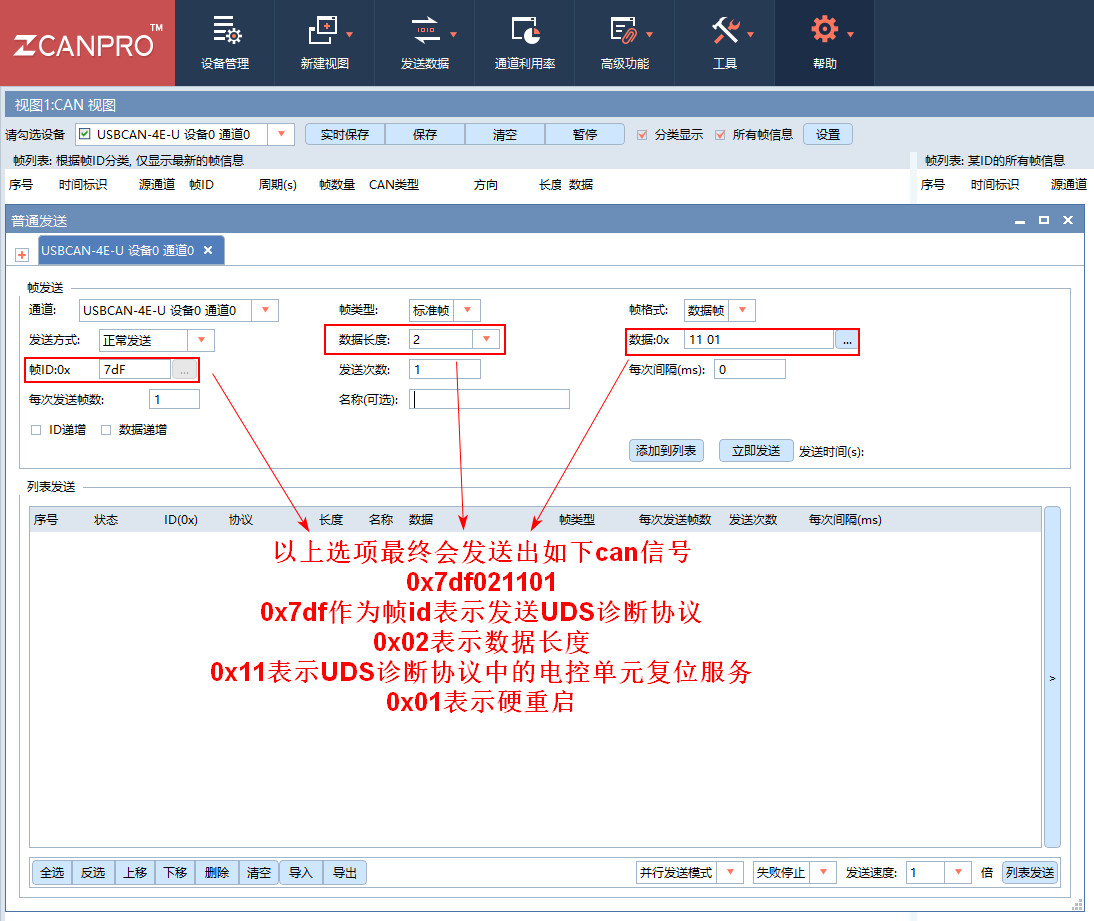 ZCANPRO™
设备管理
新建视图
发送数据
通道利用率
高级功能
工具
帮助
视图1:CAN 视图
请勾选设备 USBCAN-4E-U 设备0 通道0 实时保存 保存 清空 暂停 分类显示 所有帧信息 设置
帧列表: 根据帧ID分类, 仅显示最新的帧信息
帧列表: 某ID的所有帧信息
序号 时间标识 源通道 帧ID 周期(s) 帧数量 CAN类型 方向 长度 数据
序号 时间标识 源通道
普通发送
USBCAN-4E-U 设备0 通道0
帧发送
通道: USBCAN-4E-U 设备0 通道0 帧类型: 标准帧 帧格式: 数据帧
发送方式: 正常发送 数据长度: 2 数据:0x 11 01 ...
帧ID:0x 7dF ... 发送次数: 1 每次间隔(ms): 0
每次发送帧数: 1 名称(可选):
ID递增 数据递增
添加到列表 立即发送 发送时间(s):
列表发送
序号 状态 ID(0x) 协议 长度 名称 数据 帧类型 每次发送帧数 发送次数 每次间隔(ms)
以上选项最终会发送出如下can信号
0x7df021101
0x7df作为帧id表示发送UDS诊断协议
0x02表示数据长度
0x11表示UDS诊断协议中的电控单元复位服务
0x01表示硬重启
>
全选 反选 上移 下移 删除 清空 导入 导出 并行发送模式 失败停止 发送速度: 1 倍 列表发送